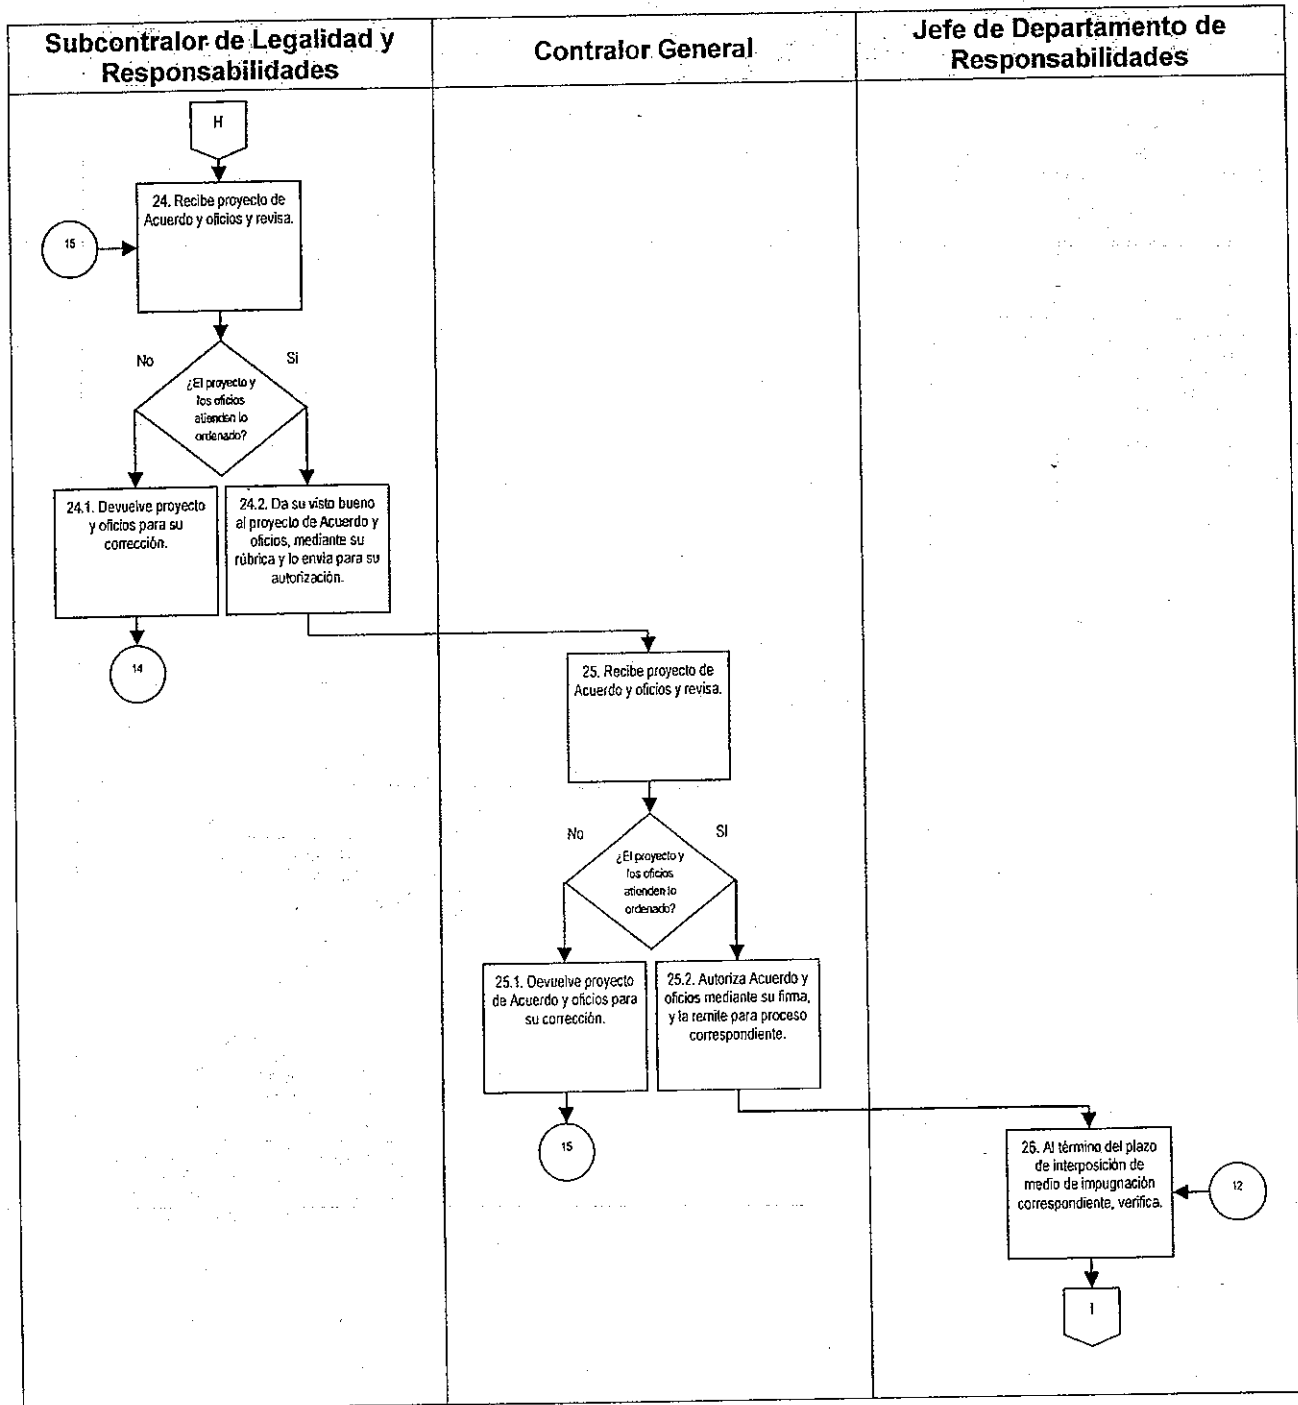 Subcontralor de Legalidad y
Responsabilidades
Contralor General
Jefe de Departamento de
Responsabilidades
H
24. Recibe proyecto de
Acuerdo y oficios y revisa.
15
No
Si
¿El proyecto y
los oficios
atienden lo
ordenado?
24.1. Devuelve proyecto
y oficios para su
corrección.
24.2. Da su visto bueno
al proyecto de Acuerdo y
oficios, mediante su
rúbrica y lo envia para su
autorización.
14
25. Recibe proyecto de
Acuerdo y oficios y revisa.
No
SI
¿El proyecto y
los oficios
atienden lo
ordenado?
25.1. Devuelve proyecto
de Acuerdo y oficios para
su corrección.
25.2. Autoriza Acuerdo y
oficios mediante su firma,
y la remite para proceso
correspondiente.
15
26. Al término del plazo
de interposición de
medio de impugnación
correspondiente, verifica.
12
I